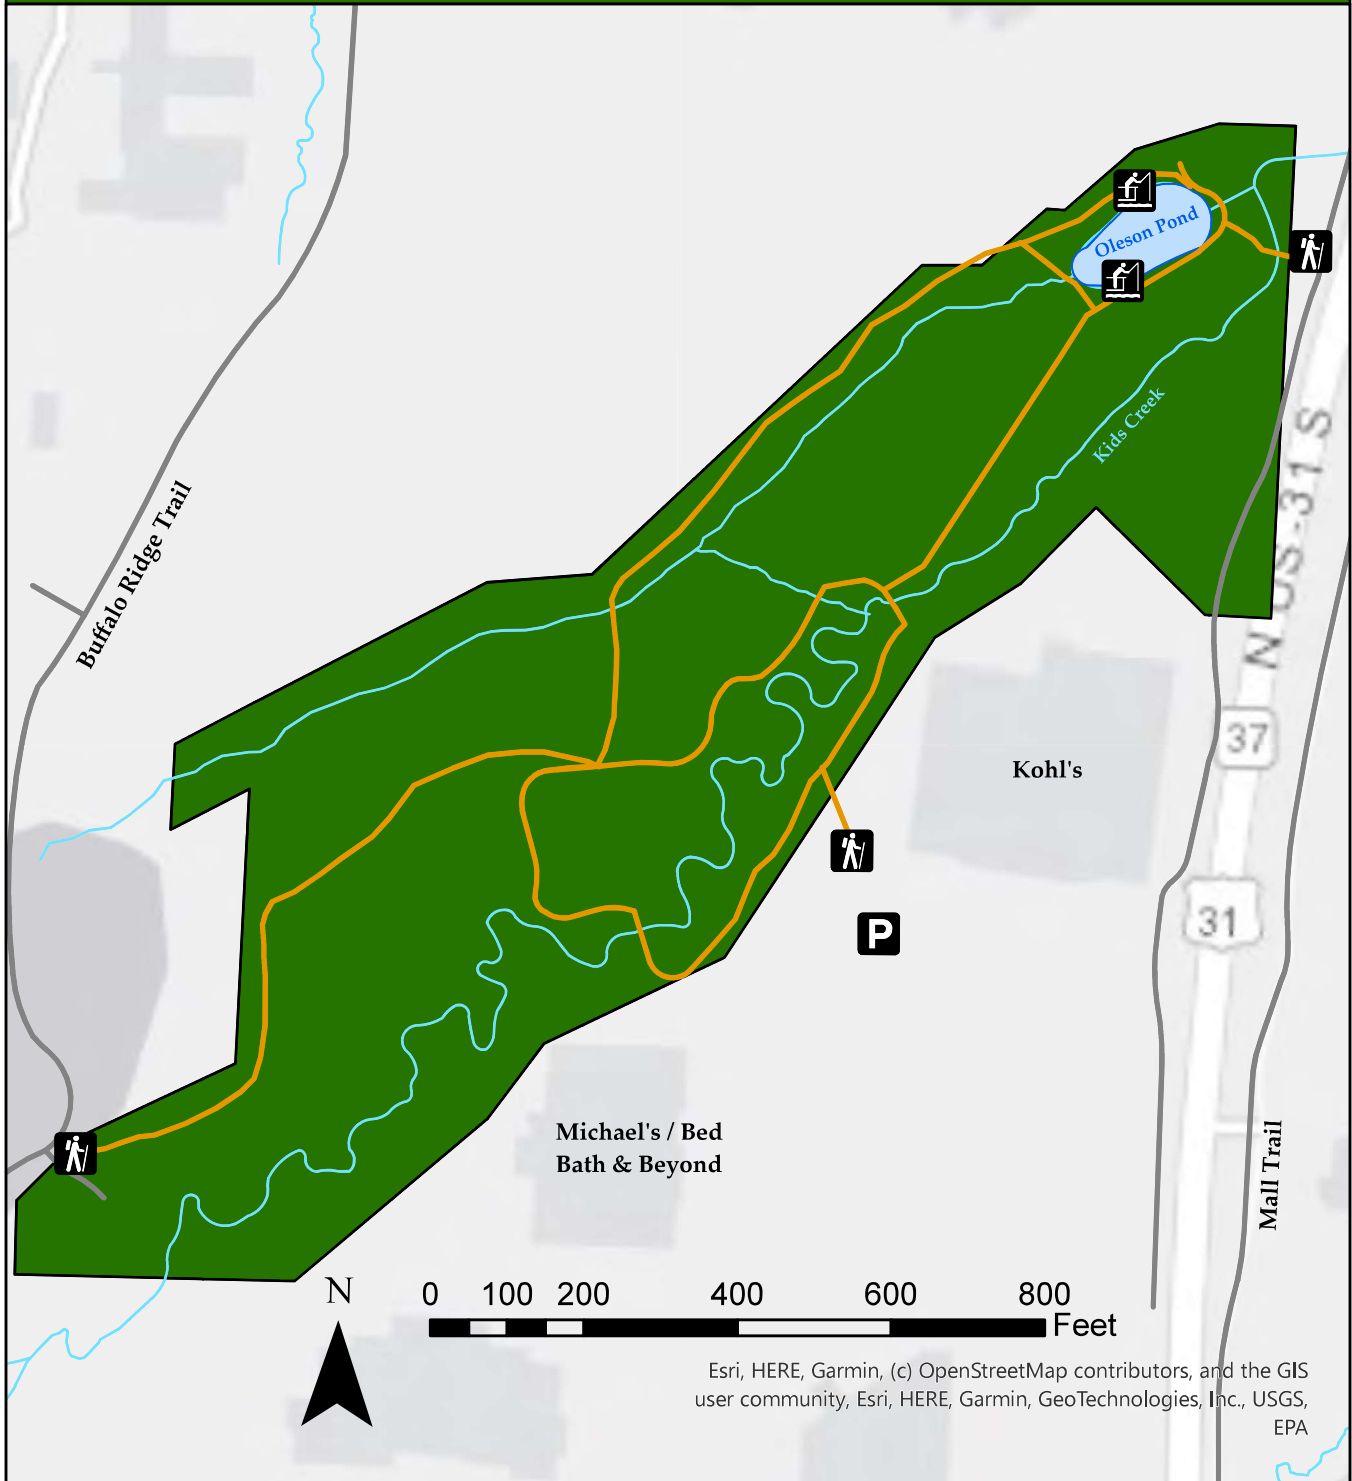 Oleson Pond
Kids Creek
N US-31 S
Buffalo Ridge Trail
37
Kohl's
31
P
Michael's / Bed
Bath & Beyond
Mall Trail
N
0 100 200 400 600 800
Feet
Esri, HERE, Garmin, (c) OpenStreetMap contributors, and the GIS
user community, Esri, HERE, Garmin, GeoTechnologies, Inc., USGS,
EPA